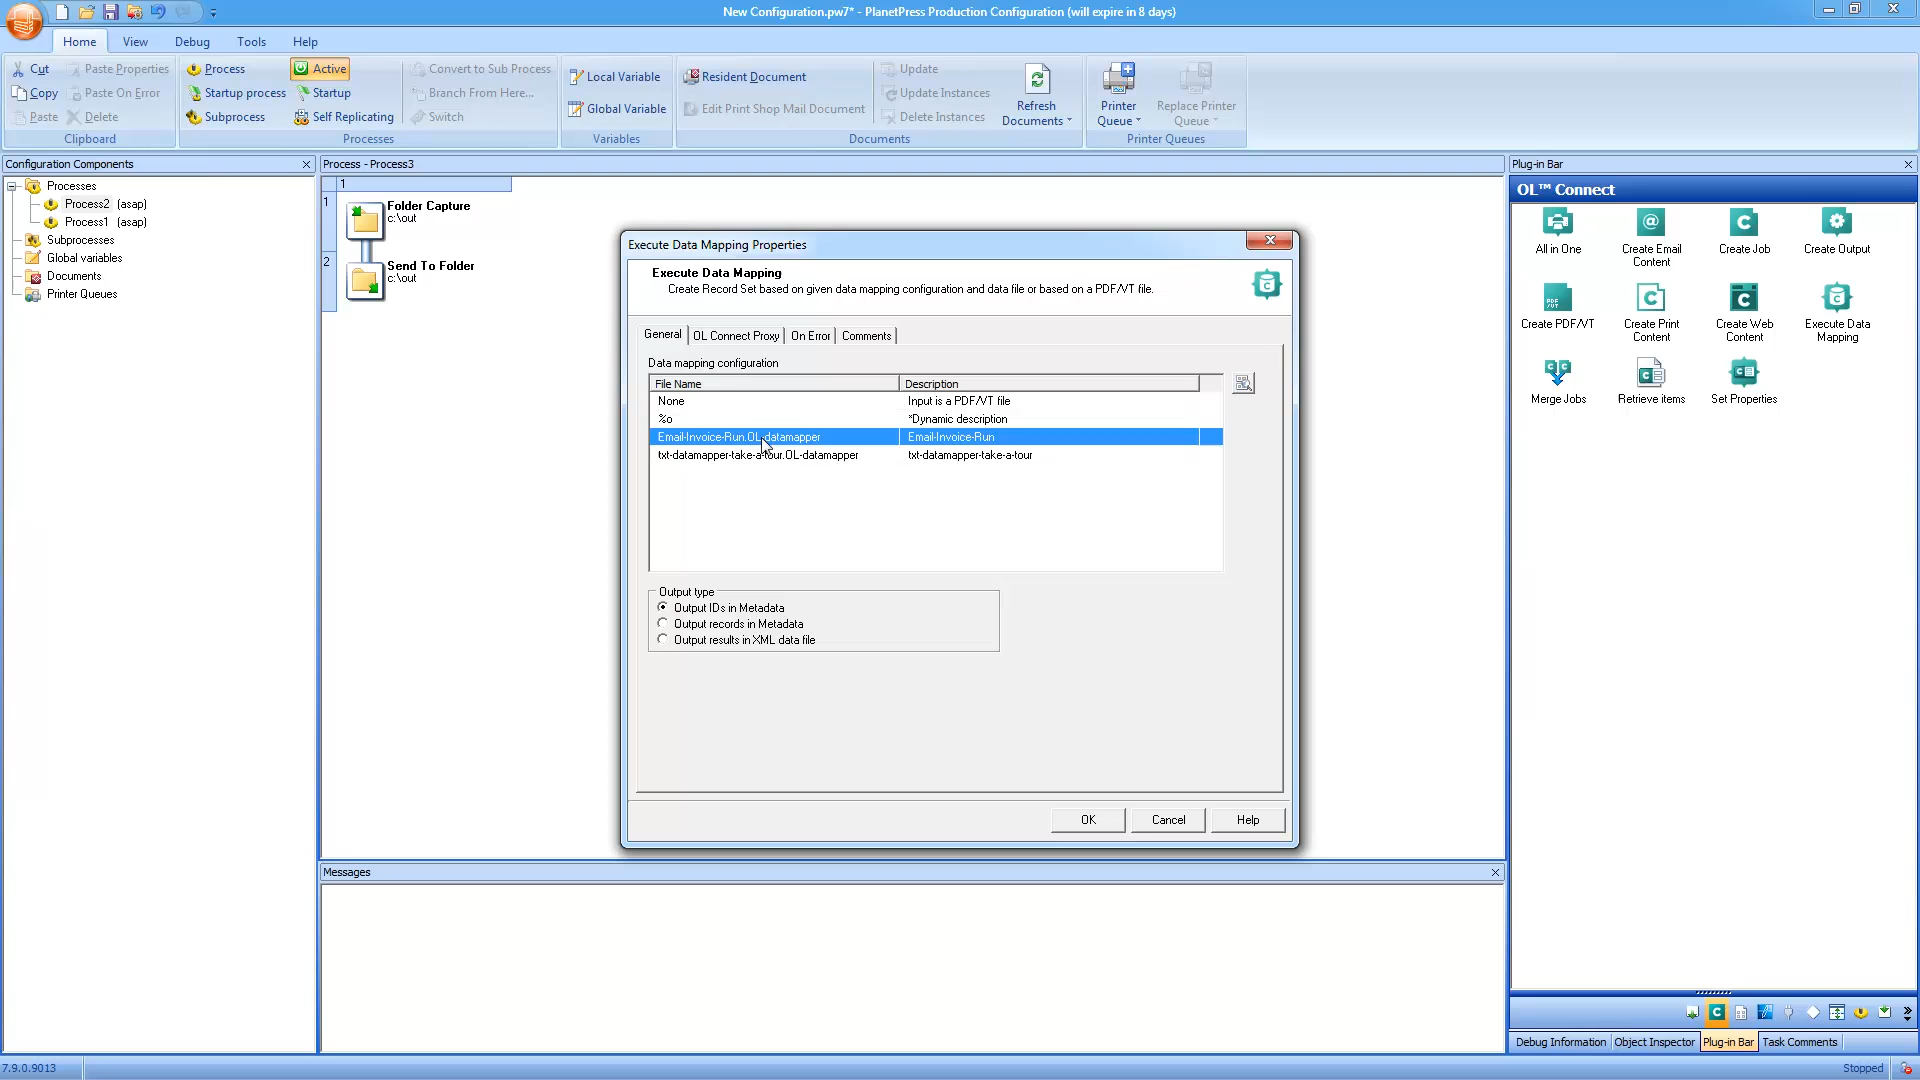 New Configuration.pw7* - PlanetPress Production Configuration (will expire in 8 days)
Home
View
Debug
Tools
Help
Cut
Copy
Paste
Paste Properties
Paste On Error
Delete
Clipboard
Process
Startup process
Subprocess
Active
Startup
Self Replicating
Convert to Sub Process
Branch From Here...
Switch
Processes
Local Variable
Global Variable
Variables
Resident Document
Edit Print Shop Mail Document
Update
Update Instances
Delete Instances
Refresh
Documents
Documents
Printer
Queue
Replace Printer
Queue
Printer Queues
Configuration Components
Processes
Process2 (asap)
Process1 (asap)
Subprocesses
Global variables
Documents
Printer Queues
Process - Process3
1
1
Folder Capture
c:\out
2
Send To Folder
c:\out
Execute Data Mapping Properties
Execute Data Mapping
Create Record Set based on given data mapping configuration and data file or based on a PDF/VT file.
General
OL Connect Proxy
On Error
Comments
Data mapping configuration
File Name
Description
None
Input is a PDF/VT file
%o
*Dynamic description
Email-Invoice-Run.OL-datamapper
Email-Invoice-Run
txt-datamapper-take-a-tour.OL-datamapper
txt-datamapper-take-a-tour
Output type
Output IDs in Metadata
Output records in Metadata
Output results in XML data file
OK
Cancel
Help
Messages
Plug-in Bar
OL™ Connect
All in One
Create Email
Content
Create Job
Create Output
PDF
/VT
Create PDF/VT
Create Print
Content
Create Web
Content
Execute Data
Mapping
Merge Jobs
Retrieve items
Set Properties
Debug Information
Object Inspector
Plug-in Bar
Task Comments
7.9.0.9013
Stopped